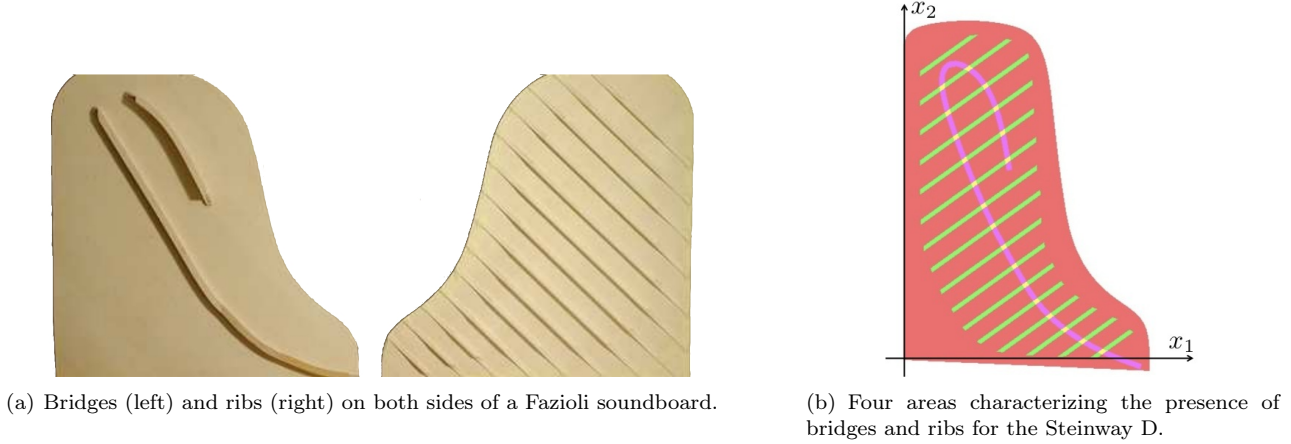 x₂
x₁
(a) Bridges (left) and ribs (right) on both sides of a Fazioli soundboard.
(b) Four areas characterizing the presence of
bridges and ribs for the Steinway D.